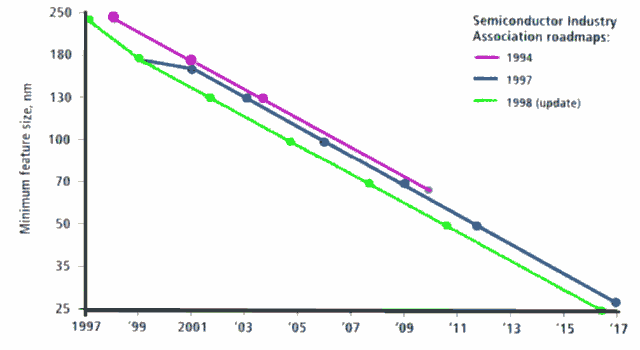 Semiconductor Industry
Association roadmaps:
1994
1997
1998 (update)
Minimum feature size, nm
250
180
130
100
70
50
35
25
1997 '99 2001 '03 '05 '07 '09 '11 '13 '15 '17